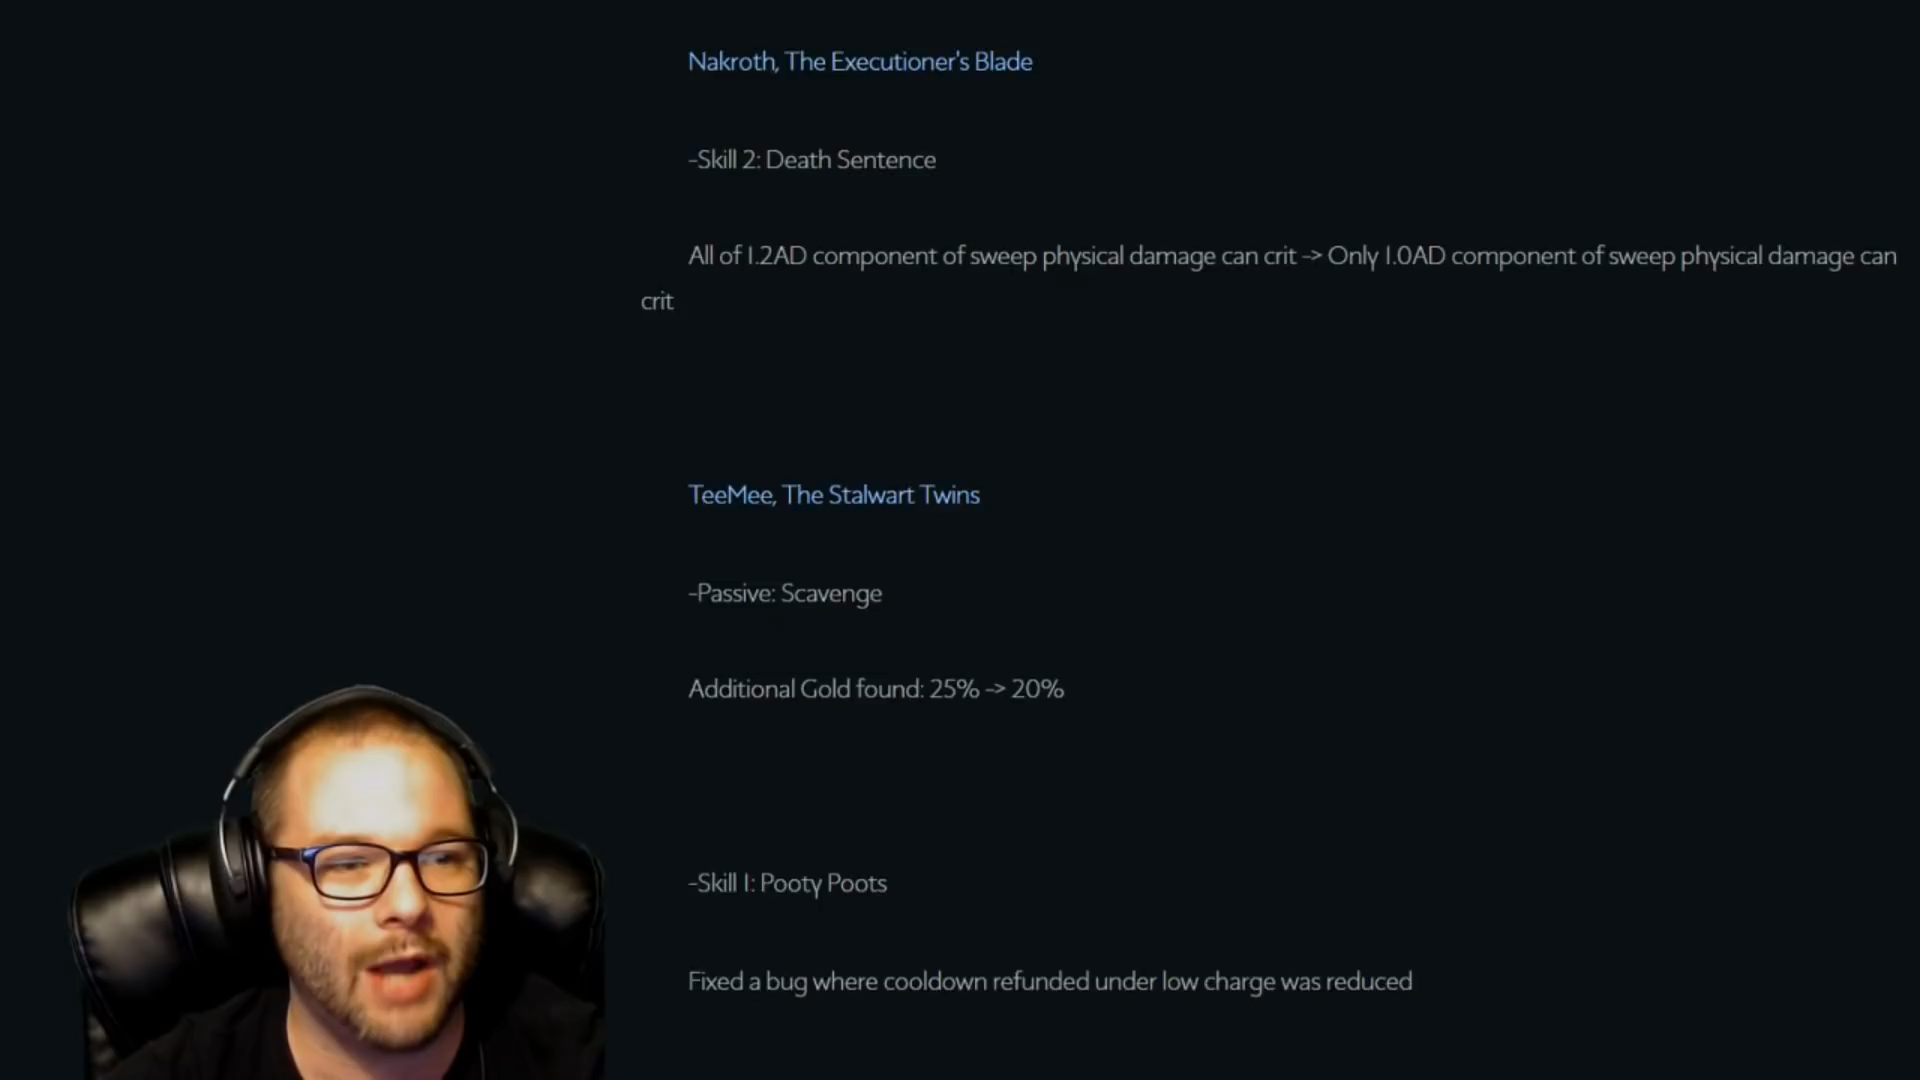 Nakroth, The Executioner's Blade
-Skill 2: Death Sentence
All of 1.2AD component of sweep physical damage can crit -> Only 1.0AD component of sweep physical damage can
crit
TeeMee, The Stalwart Twins
-Passive: Scavenge
Additional Gold found: 25% -> 20%
-Skill 1: Pooty Poots
Fixed a bug where cooldown refunded under low charge was reduced